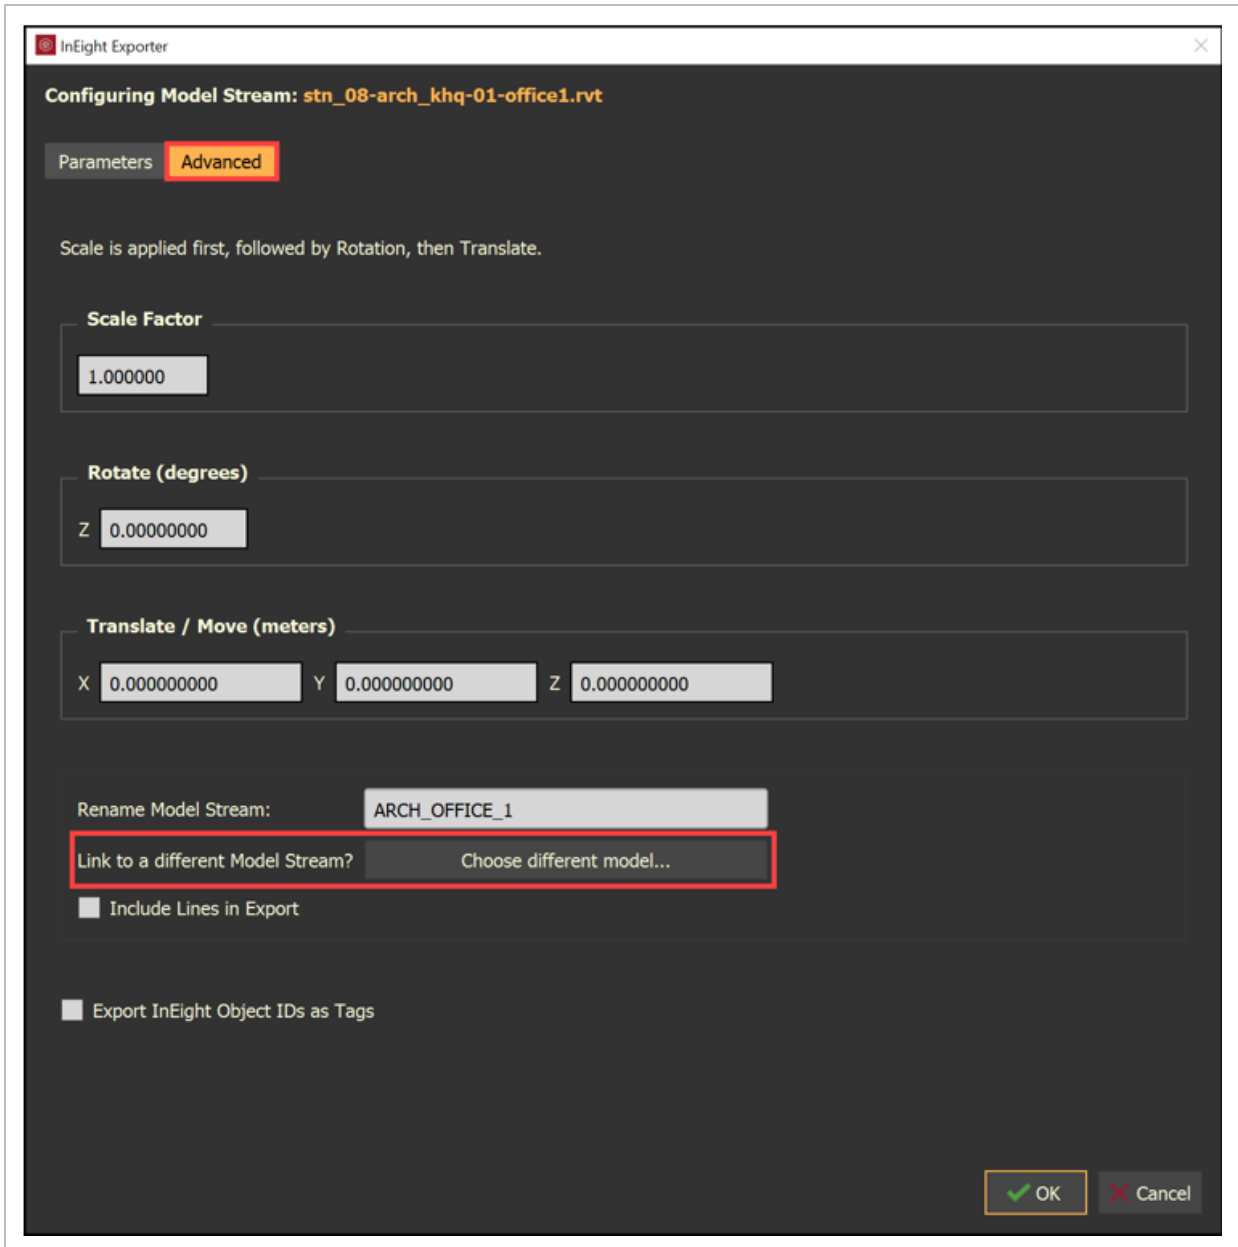 InEight Exporter
Configuring Model Stream: stn_08-arch_khq-01-office1.rvt
Parameters Advanced
Scale is applied first, followed by Rotation, then Translate.
Scale Factor
1.000000
Rotate (degrees)
Z 0.00000000
Translate / Move (meters)
X 0.000000000 Y 0.000000000 Z 0.000000000
Rename Model Stream: ARCH_OFFICE_1
Link to a different Model Stream? Choose different model...
Include Lines in Export
Export InEight Object IDs as Tags
OK Cancel